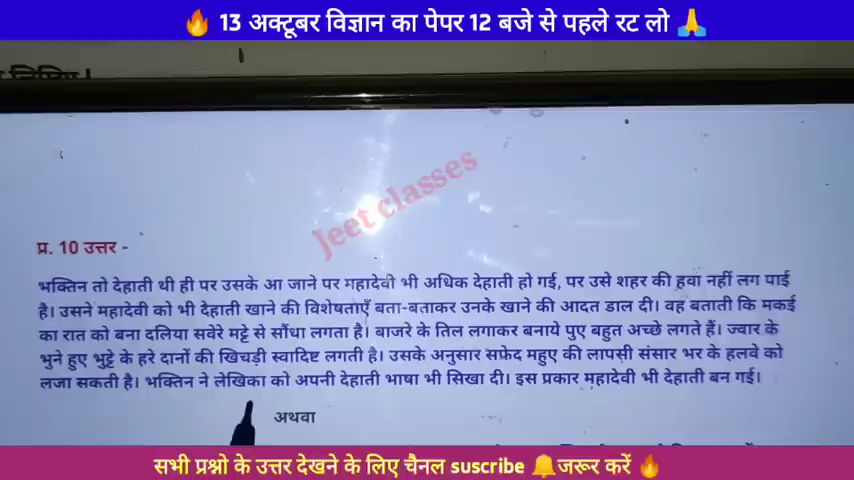 🔥 13 अक्टूबर विज्ञान का पेपर 12 बजे से पहले रट लो 🙏
Jeet classes
प्र. 10 उत्तर -
भक्तिन तो देहाती थी ही पर उसके आ जाने पर महादेवी भी अधिक देहाती हो गई, पर उसे शहर की हवा नहीं लग पाई
है। उसने महादेवी को भी देहाती खाने की विशेषताएँ बता-बताकर उनके खाने की आदत डाल दी। वह बताती कि मकई
का रात को बना दलिया सवेरे मट्टे से सौंधा लगता है। बाजरे के तिल लगाकर बनाये पुए बहुत अच्छे लगते हैं। ज्वार के
भुने हुए भुट्टे के हरे दानों की खिचड़ी स्वादिष्ट लगती है। उसके अनुसार सफ़ेद महुए की लापसी संसार भर के हलवे को
लजा सकती है। भक्तिन ने लेखिका को अपनी देहाती भाषा भी सिखा दी। इस प्रकार महादेवी भी देहाती बन गई।
अथवा
सभी प्रश्नो के उत्तर देखने के लिए चैनल suscribe 🔔जरूर करें 🔥